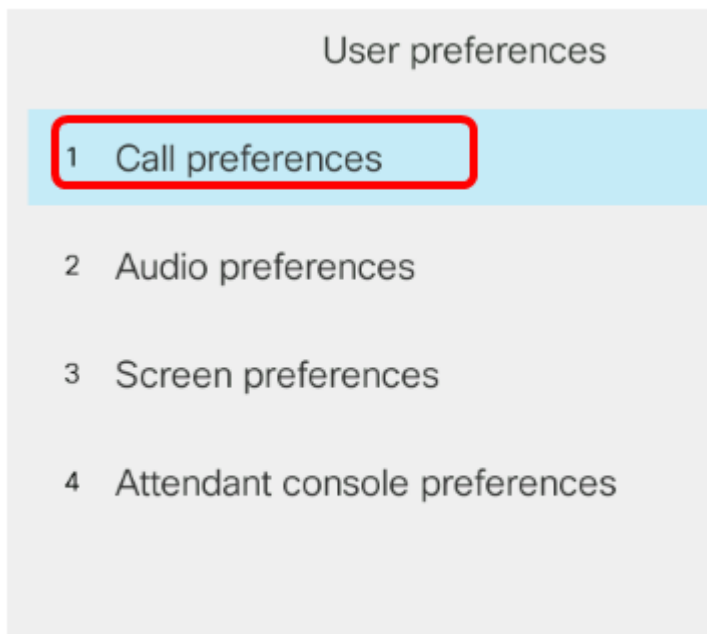 User preferences
1 Call preferences
2 Audio preferences
3 Screen preferences
4 Attendant console preferences